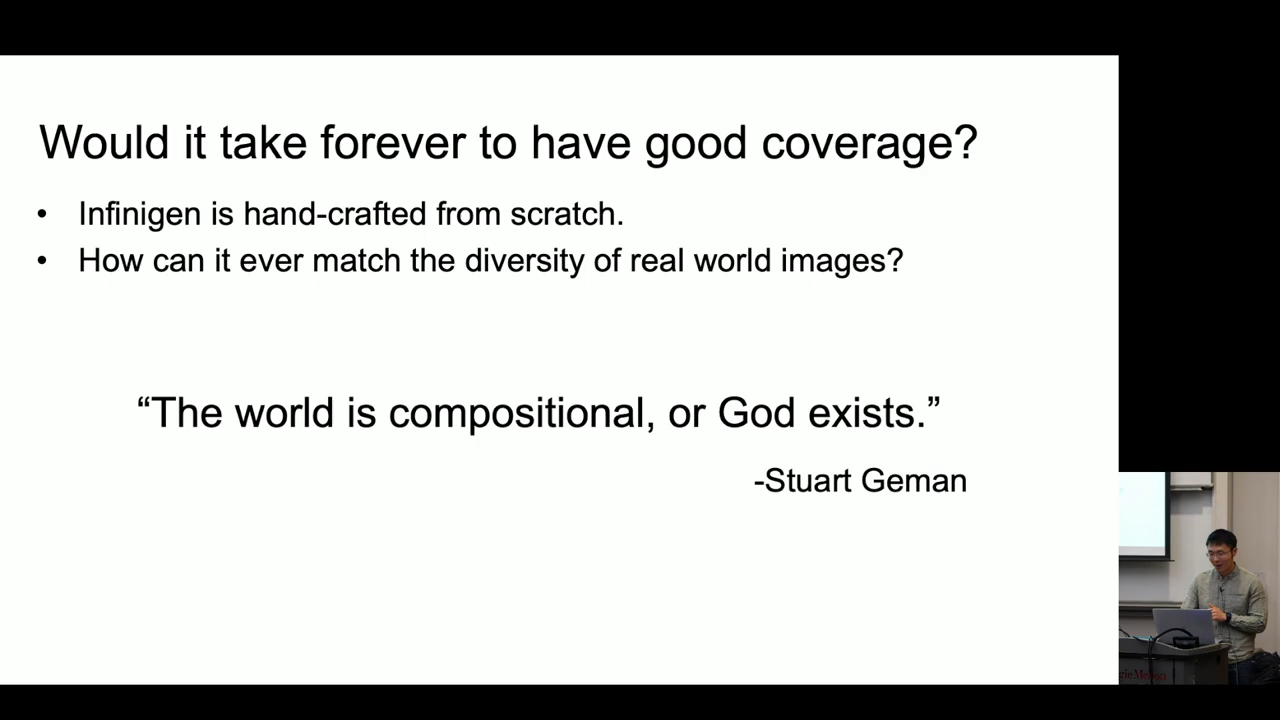 Would it take forever to have good coverage?
• Infinigen is hand-crafted from scratch.
• How can it ever match the diversity of real world images?
“The world is compositional, or God exists.”
-Stuart Geman